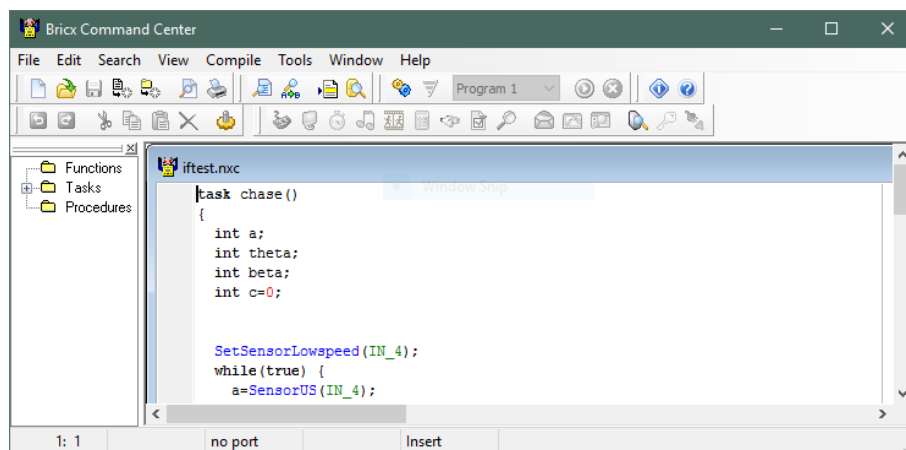 Bricx Command Center
File Edit Search View Compile Tools Window Help
Program 1
Functions
Tasks
Procedures
iftest.nxc
Window Snip
task chase()
{
int a;
int theta;
int beta;
int c=0;
SetSensorLowspeed(IN_4);
while(true) {
a=SensorUS(IN_4);
1: 1 no port Insert